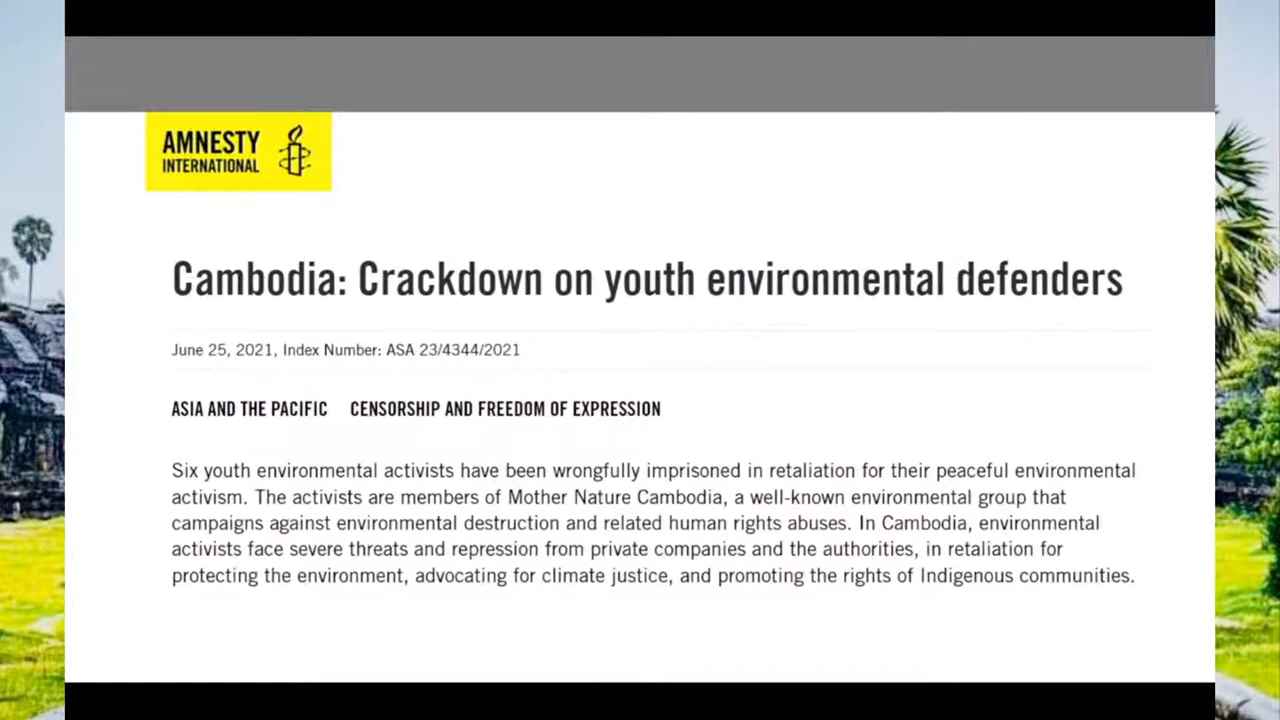 AMNESTY
INTERNATIONAL
Cambodia: Crackdown on youth environmental defenders
June 25, 2021, Index Number: ASA 23/4344/2021
ASIA AND THE PACIFIC CENSORSHIP AND FREEDOM OF EXPRESSION
Six youth environmental activists have been wrongfully imprisoned in retaliation for their peaceful environmental
activism. The activists are members of Mother Nature Cambodia, a well-known environmental group that
campaigns against environmental destruction and related human rights abuses. In Cambodia, environmental
activists face severe threats and repression from private companies and the authorities, in retaliation for
protecting the environment, advocating for climate justice, and promoting the rights of Indigenous communities.